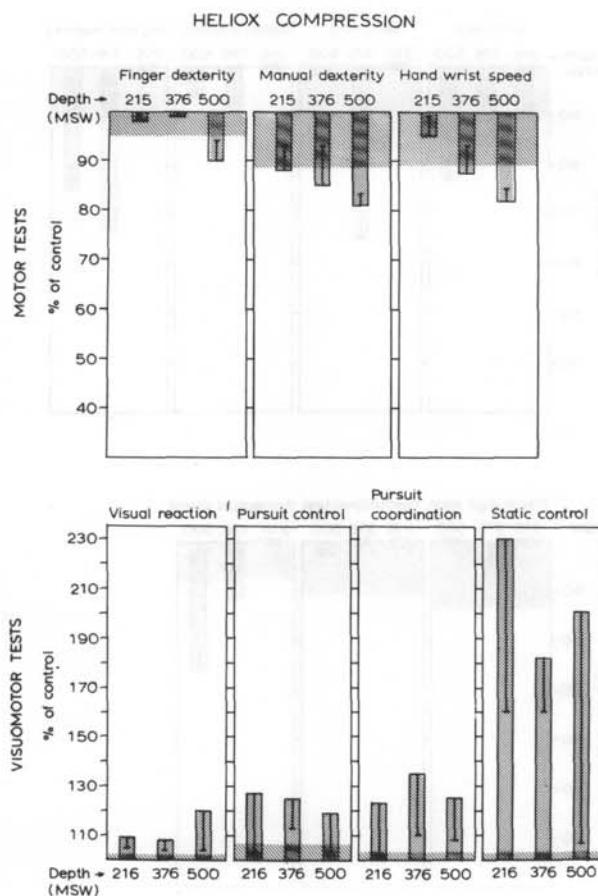 HELIOX COMPRESSION
Finger dexterity Manual dexterity Hand wrist speed
Depth → 215 376 500 215 376 500 215 376 500
(MSW)
90
80
70
60
50
40
MOTOR TESTS
% of control
Visual reaction Pursuit control Pursuit coordination Static control
230
210
190
170
150
130
110
VISUOMOTOR TESTS
% of control
Depth → 216 376 500 216 376 500 216 376 500 216 376 500
(MSW)